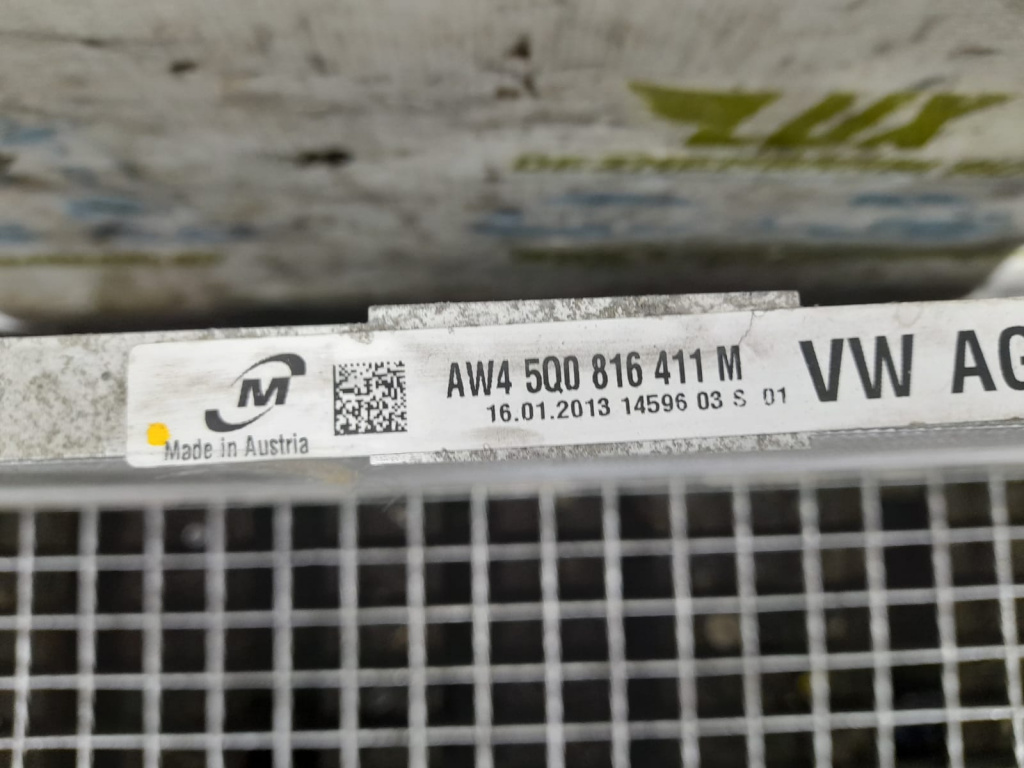 M
Made in Austria
AW4 5Q0 816 411 M
16.01.2013 14596 03 S 01
VW AG